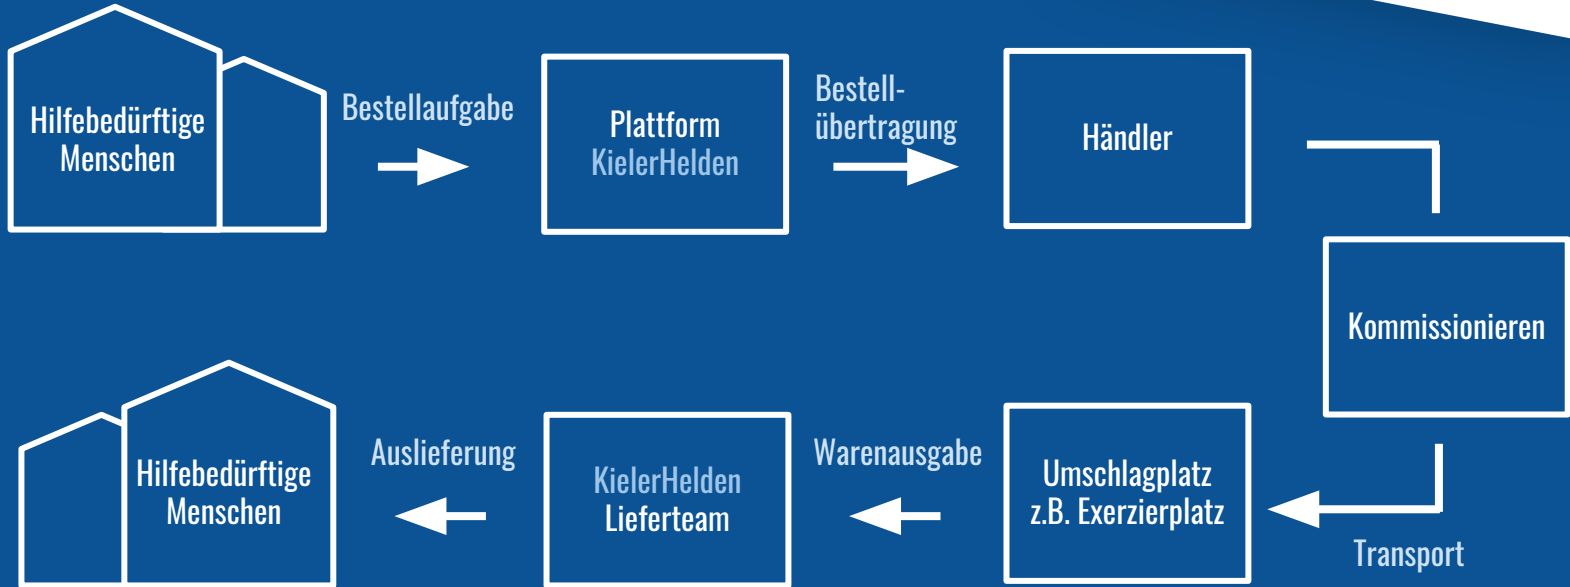 Hilfebedürftige
Menschen
Bestellaufgabe
Plattform
KielerHelden
Bestell-
übertragung
Händler
Kommissionieren
Transport
Umschlagplatz
z.B. Exerzierplatz
Warenausgabe
KielerHelden
Lieferteam
Auslieferung
Hilfebedürftige
Menschen